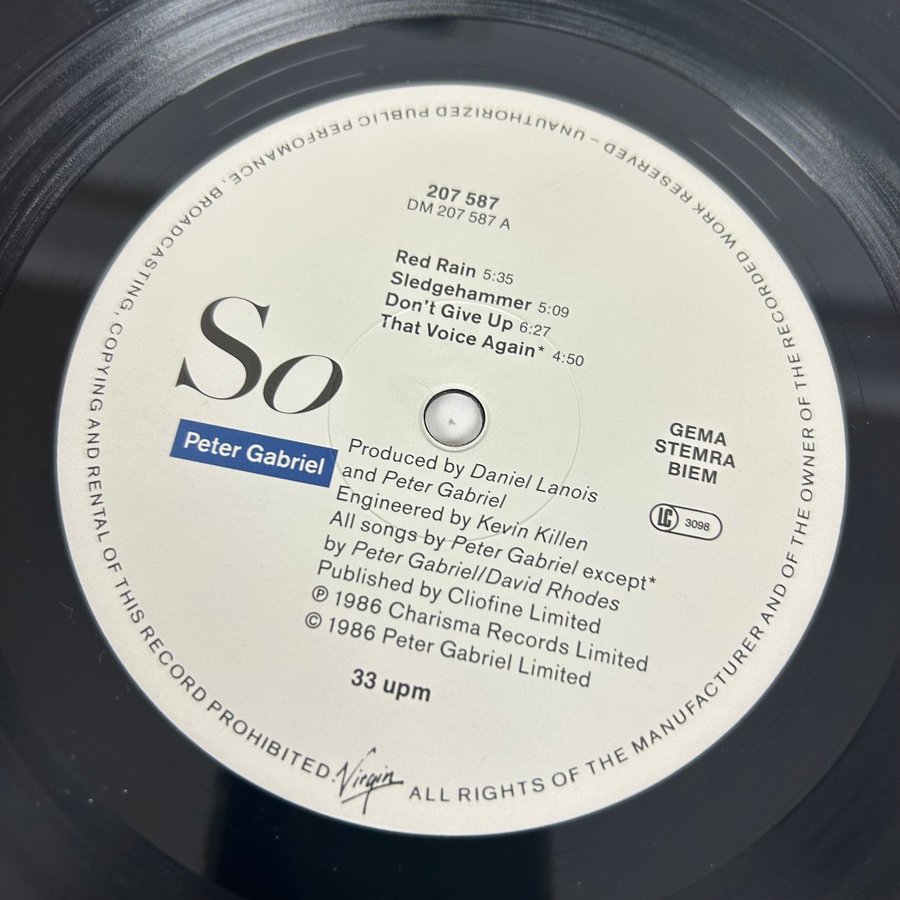 207 587
DM 207 587 A
Red Rain 5:35
Sledgehammer 5:09
Don't Give Up 6:27
That Voice Again* 4:50
So
Peter Gabriel
GEMA
STEMRA
BIEM
LC 3098
Produced by Daniel Lanois
and Peter Gabriel
Engineered by Kevin Killen
All songs by Peter Gabriel except*
by Peter Gabriel/David Rhodes
Published by Cliofine Limited
℗ 1986 Charisma Records Limited
© 1986 Peter Gabriel Limited
33 upm
Virgin
ALL RIGHTS OF THE MANUFACTURER AND OF THE OWNER OF THE RECORDED WORK RESERVED – UNAUTHORIZED PUBLIC PERFOMANCE, BROADCASTING, COPYING AND RENTAL OF THIS RECORD PROHIBITED.